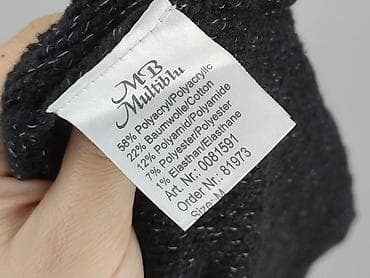 MB
Multiblu
58% Polyacryl/Polyacrylic
22% Baumwolle/Cotton
12% Polyamid/Polyamide
7% Polyester/Polyester
1% Elasthan/Elasthane
Art. Nr.: 0081591
Order Nr.: 81973
Size: M